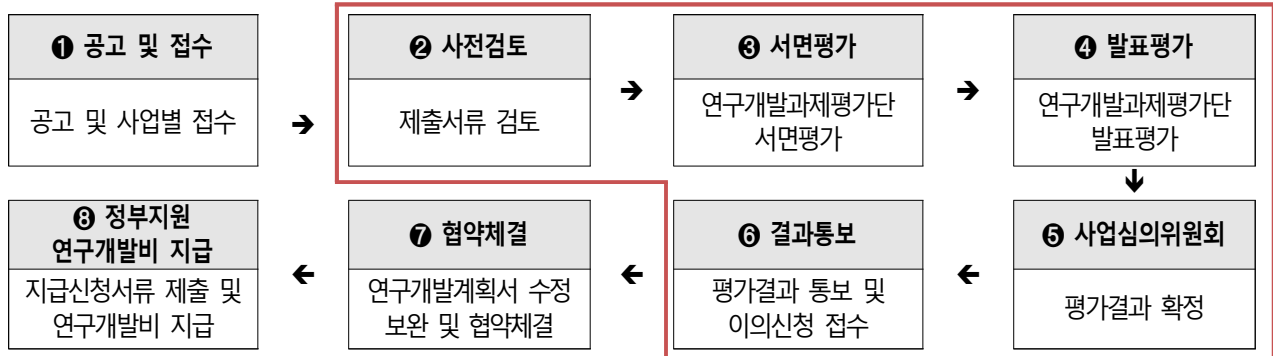 ❶ 공고 및 접수
공고 및 사업별 접수
➔
❷ 사전검토
제출서류 검토
➔
❸ 서면평가
연구개발과제평가단
서면평가
➔
❹ 발표평가
연구개발과제평가단
발표평가
🡻
❺ 사업심의위원회
평가결과 확정
🡸
❻ 결과통보
평가결과 통보 및
이의신청 접수
🡸
❼ 협약체결
연구개발계획서 수정
보완 및 협약체결
🡸
❽ 정부지원
연구개발비 지급
지급신청서류 제출 및
연구개발비 지급